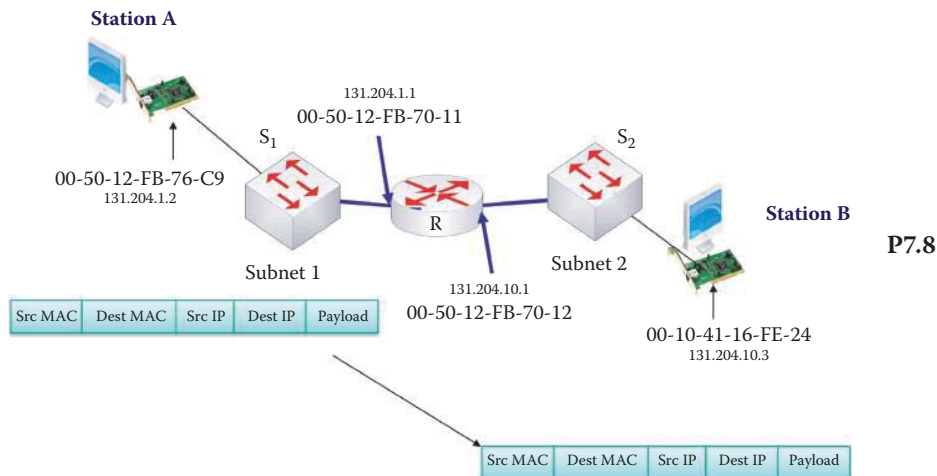 Station A
131.204.1.1
00-50-12-FB-70-11
S1
S2
00-50-12-FB-76-C9
131.204.1.2
R
Station B
P7.8
Subnet 1
Subnet 2
131.204.10.1
00-50-12-FB-70-12
Src MAC Dest MAC Src IP Dest IP Payload
00-10-41-16-FE-24
131.204.10.3
Src MAC Dest MAC Src IP Dest IP Payload